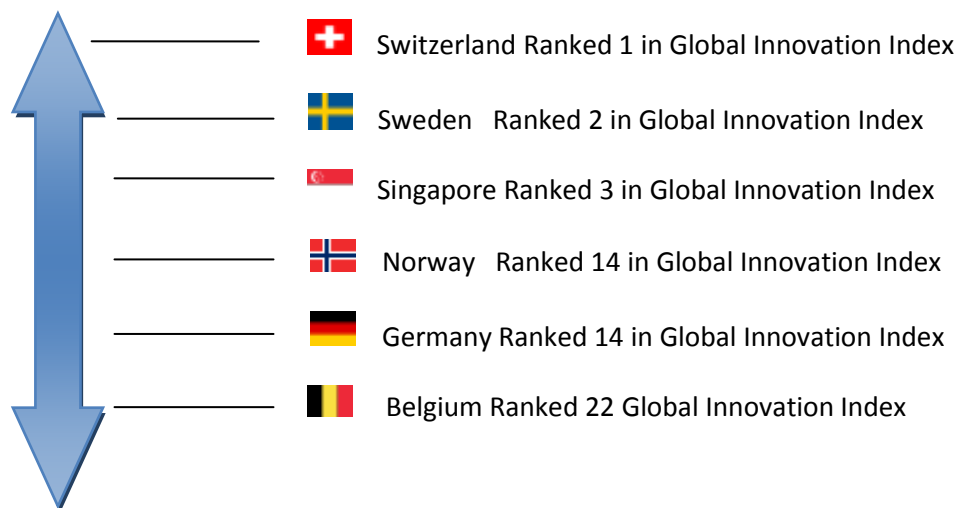 Switzerland Ranked 1 in Global Innovation Index
Sweden Ranked 2 in Global Innovation Index
Singapore Ranked 3 in Global Innovation Index
Norway Ranked 14 in Global Innovation Index
Germany Ranked 14 in Global Innovation Index
Belgium Ranked 22 Global Innovation Index